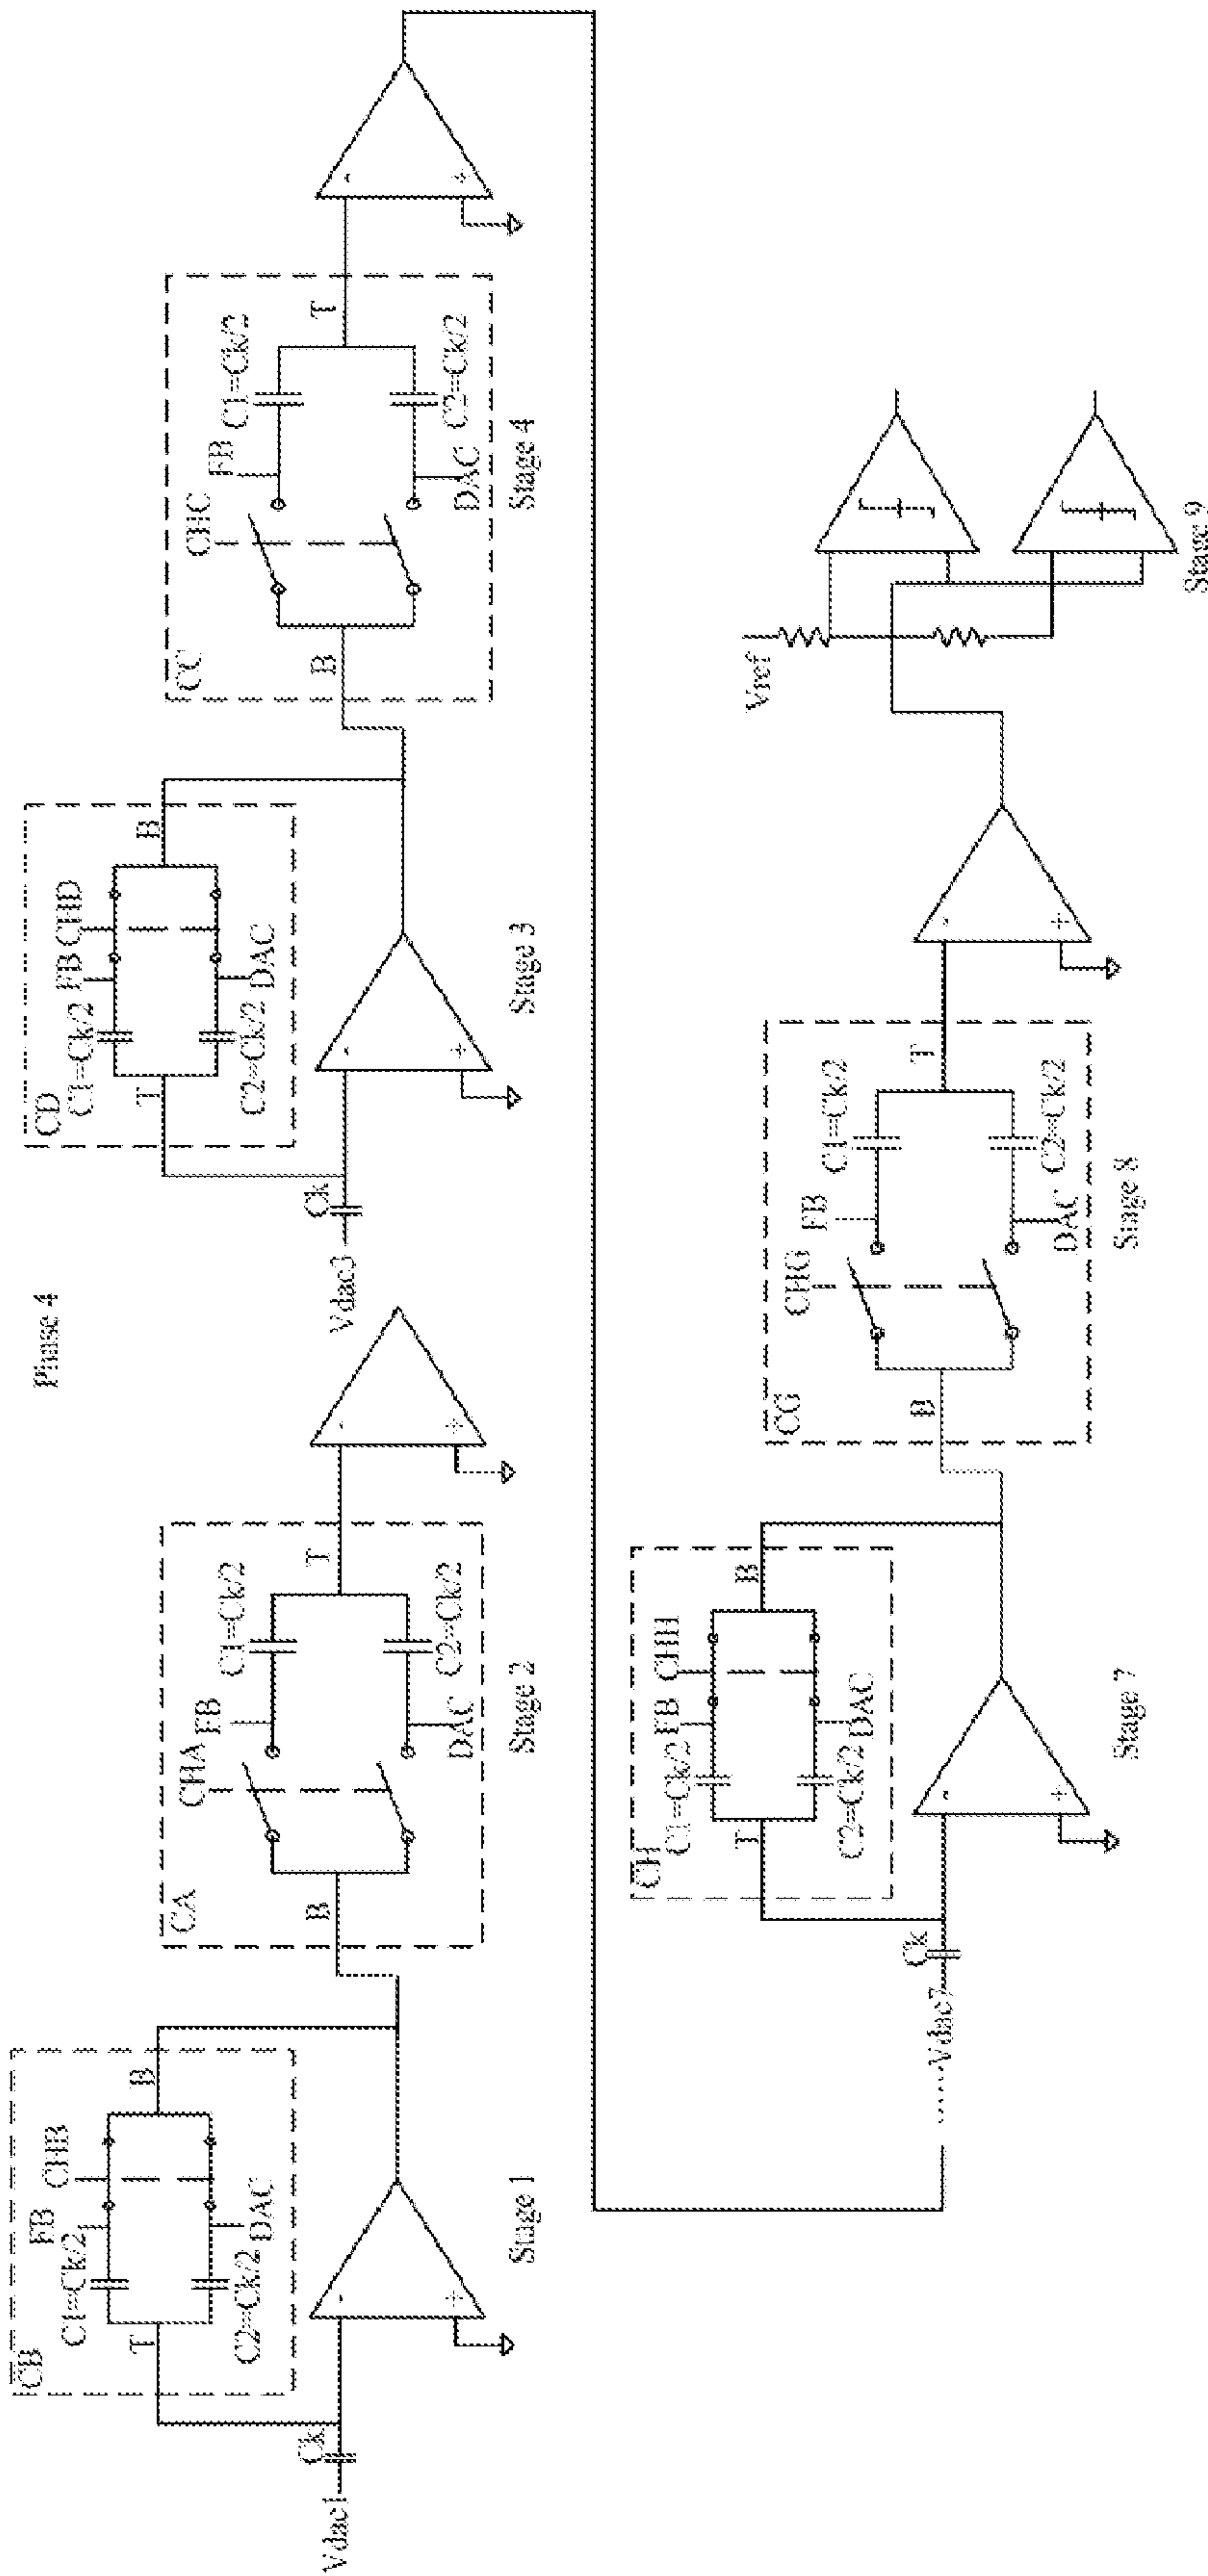 Phase 4
CB
FB
CHB
C1=Ck/2
T
B
C2=Ck/2
DAC
Ck
Vdac1
-
+
Stage 1
CA
CHA
FB
C1=Ck/2
B
T
C2=Ck/2
DAC
Stage 2
-
+
CD
FB
CHD
C1=Ck/2
T
B
C2=Ck/2
DAC
Ck
Vdac3
-
+
Stage 3
CC
CHC
FB
C1=Ck/2
B
T
C2=Ck/2
DAC
Stage 4
-
+
CH
FB
CHH
C1=Ck/2
T
B
C2=Ck/2
DAC
Ck
......Vdac7
-
+
Stage 7
CG
CHG
FB
C1=Ck/2
B
T
C2=Ck/2
DAC
Stage 8
-
+
Vref
Stage 9